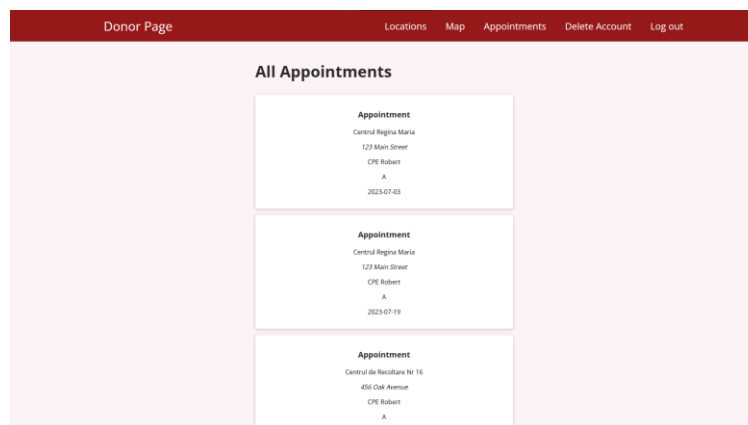 Donor Page Locations Map Appointments Delete Account Log out
All Appointments
Appointment
Centrul Regina Maria
123 Main Street
CPE Robert
A
2023-07-03
Appointment
Centrul Regina Maria
123 Main Street
CPE Robert
A
2023-07-19
Appointment
Centrul de Recoltare Nr 16
456 Oak Avenue
CPE Robert
A